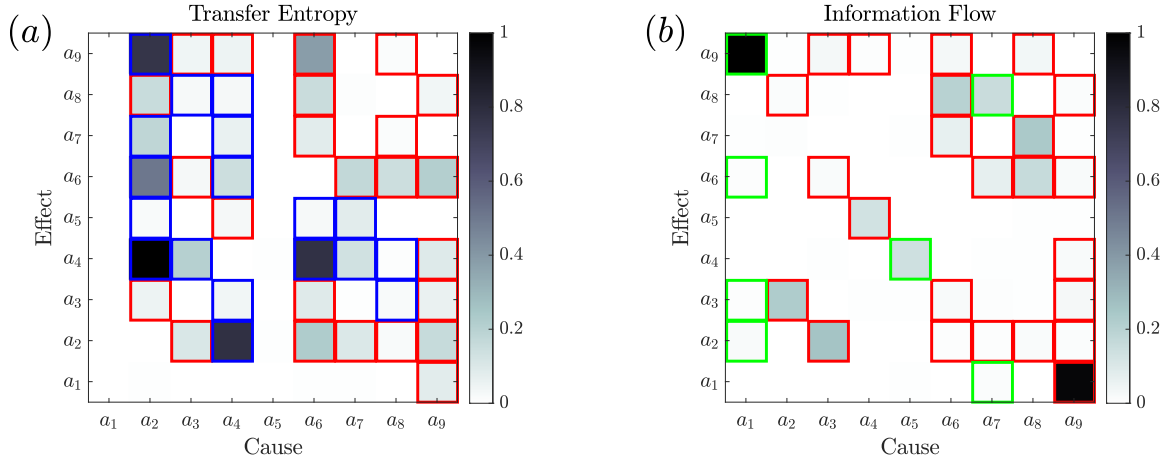 (a)
Transfer Entropy
Effect
a₉
a₈
a₇
a₆
a₅
a₄
a₃
a₂
a₁
a₁ a₂ a₃ a₄ a₅ a₆ a₇ a₈ a₉
Cause
1
0.8
0.6
0.4
0.2
0
(b)
Information Flow
Effect
a₉
a₈
a₇
a₆
a₅
a₄
a₃
a₂
a₁
a₁ a₂ a₃ a₄ a₅ a₆ a₇ a₈ a₉
Cause
1
0.8
0.6
0.4
0.2
0